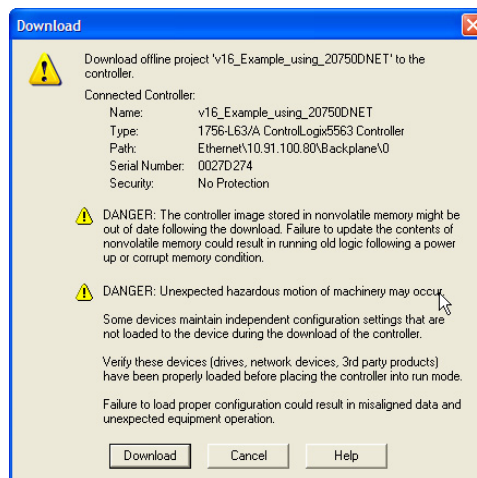 Download
Download offline project 'v16_Example_using_20750DNET' to the
controller.
Connected Controller:
Name: v16_Example_using_20750DNET
Type: 1756-L63/A ControlLogix5563 Controller
Path: Ethernet\10.91.100.80\Backplane\0
Serial Number: 0027D274
Security: No Protection
DANGER: The controller image stored in nonvolatile memory might be
out of date following the download. Failure to update the contents of
nonvolatile memory could result in running old logic following a power
up or corrupt memory condition.
DANGER: Unexpected hazardous motion of machinery may occur.
Some devices maintain independent configuration settings that are
not loaded to the device during the download of the controller.
Verify these devices (drives, network devices, 3rd party products)
have been properly loaded before placing the controller into run mode.
Failure to load proper configuration could result in misaligned data and
unexpected equipment operation.
Download Cancel Help